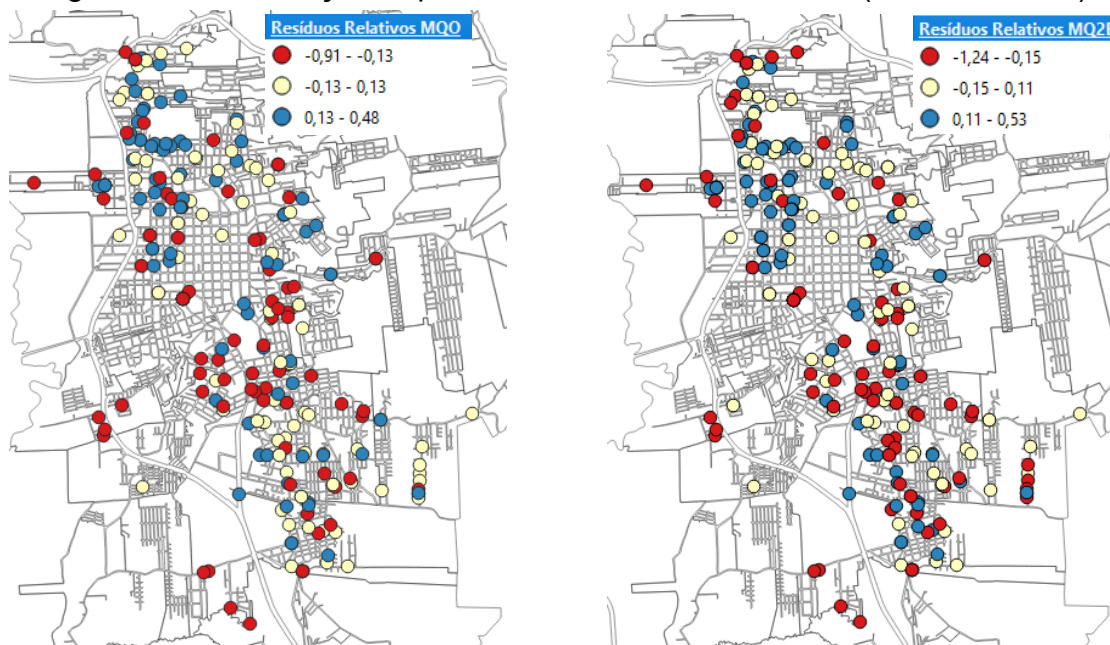 Resíduos Relativos MQO
-0,91 - -0,13
-0,13 - 0,13
0,13 - 0,48
Resíduos Relativos MQ2E
-1,24 - -0,15
-0,15 - 0,11
0,11 - 0,53